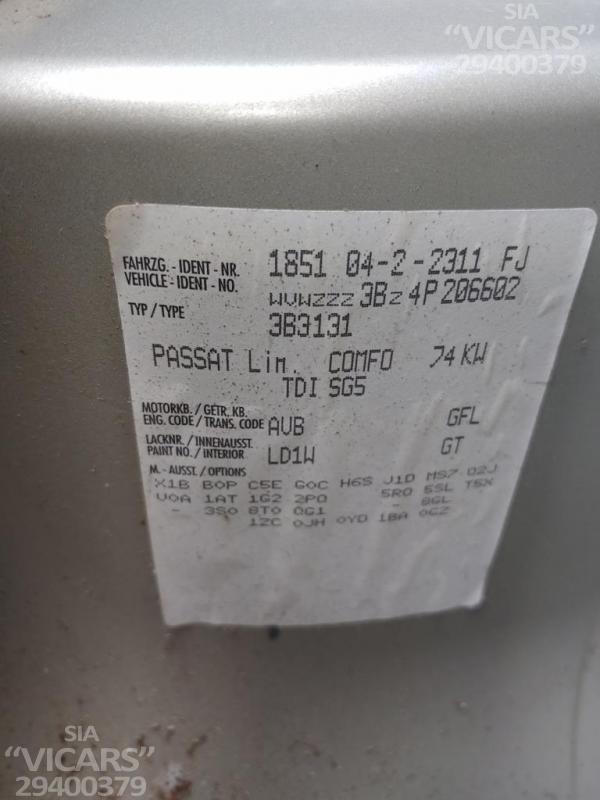 SIA
"VICARS"
29400379
FAHRZG. - IDENT - NR. 1851 04-2-2311 FJ
VEHICLE - IDENT - NO. WVWZZZ3BZ4P206602
TYP / TYPE 3B3131
PASSAT Lim. COMFO 74 KW
TDI SG5
MOTORKB. / GETR. KB.
ENG. CODE / TRANS. CODE AVB GFL
LACKNR. / INNENAUSST.
PAINT NO. / INTERIOR LD1W GT
M. - AUSST. / OPTIONS
X1B B0P C5E G0C H6S J1D MS7 02J
V0A 1AT 1G2 2P0 5R0 5SL T5X
- 3S0 8T0 0G1 - 8GL
1ZC 0JH 0YD 1BA 0GZ
SIA
"VICARS"
29400379